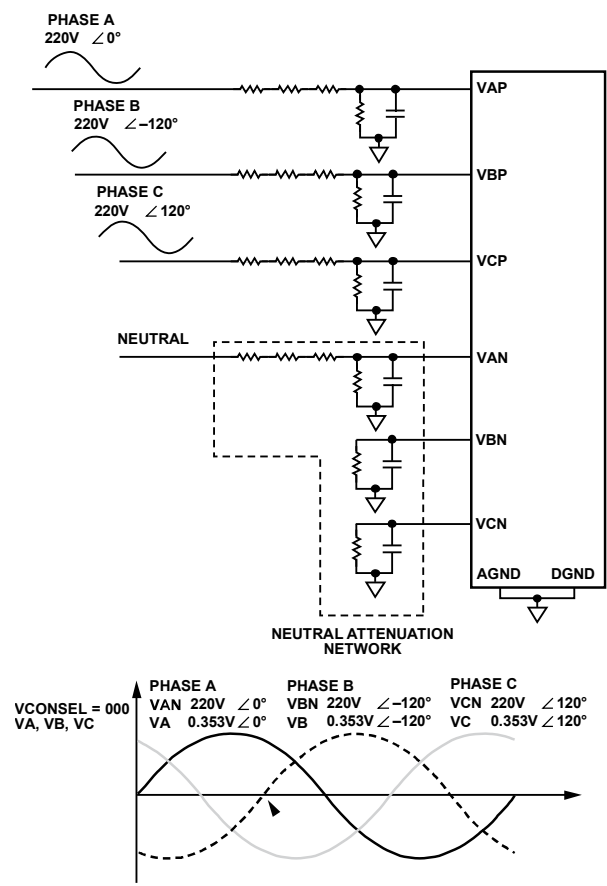 PHASE A
220V ∠0°
VAP
PHASE B
220V ∠–120°
VBP
PHASE C
220V ∠120°
VCP
NEUTRAL
VAN
VBN
VCN
AGND DGND
NEUTRAL ATTENUATION
NETWORK
VCONSEL = 000
VA, VB, VC
PHASE A
VAN 220V ∠0°
VA 0.353V∠0°
PHASE B
VBN 220V ∠–120°
VB 0.353V∠–120°
PHASE C
VCN 220V ∠120°
VC 0.353V∠120°